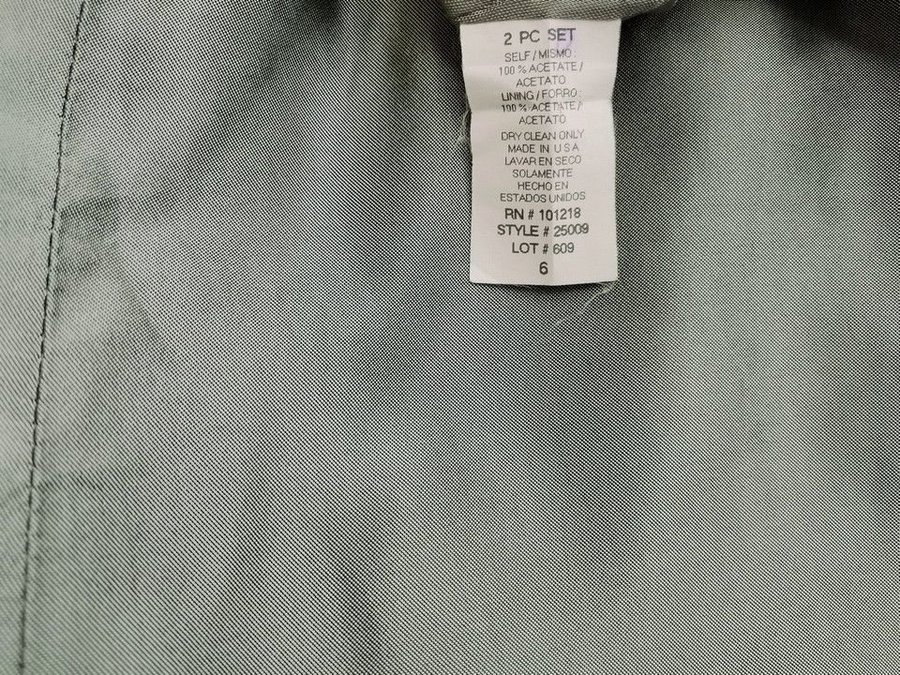 2 PC SET
SELF / MISMO:
100 % ACETATE /
ACETATO
LINING / FORRO:
100 % ACETATE /
ACETATO
DRY CLEAN ONLY
MADE IN U S A
LAVAR EN SECO
SOLAMENTE
HECHO EN
ESTADOS UNIDOS
RN # 101218
STYLE # 25009
LOT # 609
6